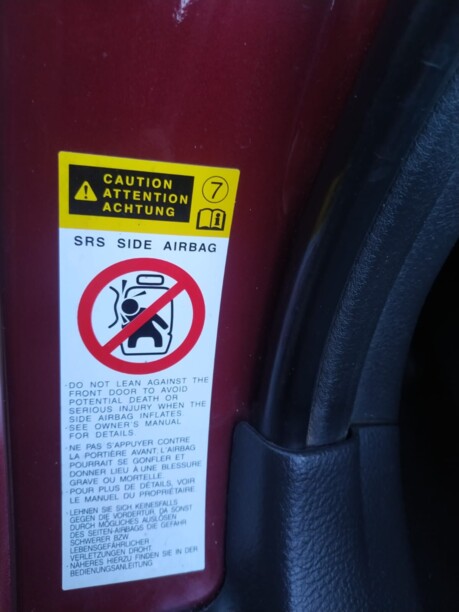 CAUTION
ATTENTION
ACHTUNG
7
i
SRS SIDE AIRBAG
·DO NOT LEAN AGAINST THE
FRONT DOOR TO AVOID
POTENTIAL DEATH OR
SERIOUS INJURY WHEN THE
SIDE AIRBAG INFLATES.
·SEE OWNER'S MANUAL
FOR DETAILS.
·NE PAS S'APPUYER CONTRE
LA PORTIÈRE AVANT.L'AIRBAG
POURRAIT SE GONFLER ET
DONNER LIEU À UNE BLESSURE
GRAVE OU MORTELLE.
·POUR PLUS DE DÉTAILS, VOIR
LE MANUEL DU PROPRIÉTAIRE.
·LEHNEN SIE SICH KEINESFALLS
GEGEN DIE VORDERTÜR, DA SONST
DURCH MÖGLICHES AUSLÖSEN
DES SEITEN-AIRBAGS DIE GEFAHR
SCHWERER BZW.
LEBENSGEFÄHRLICHER
VERLETZUNGEN DROHT.
·NÄHERES HIERZU FINDEN SIE IN DER
BEDIENUNGSANLEITUNG.